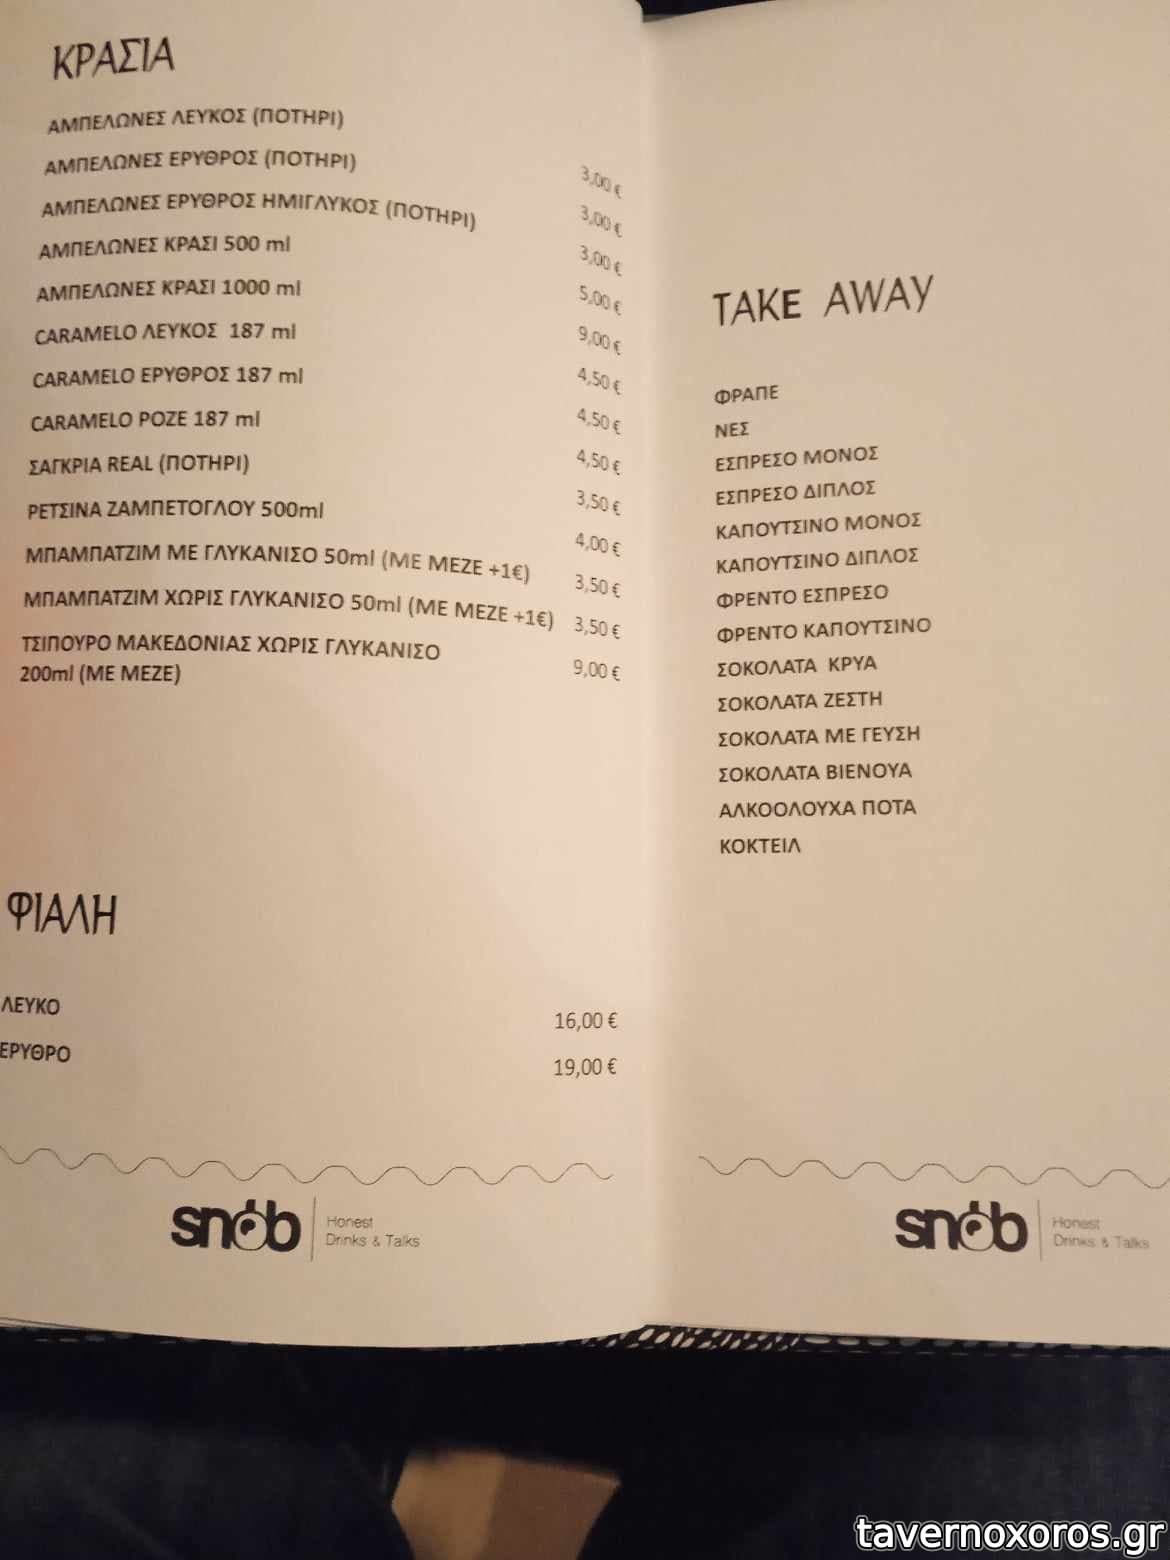 ΚΡΑΣΙΑ
ΑΜΠΕΛΩΝΕΣ ΛΕΥΚΟΣ (ΠΟΤΗΡΙ) 3,00 €
ΑΜΠΕΛΩΝΕΣ ΕΡΥΘΡΟΣ (ΠΟΤΗΡΙ) 3,00 €
ΑΜΠΕΛΩΝΕΣ ΕΡΥΘΡΟΣ ΗΜΙΓΛΥΚΟΣ (ΠΟΤΗΡΙ) 3,00 €
ΑΜΠΕΛΩΝΕΣ ΚΡΑΣΙ 500 ml 5,00 €
ΑΜΠΕΛΩΝΕΣ ΚΡΑΣΙ 1000 ml 9,00 €
CARAMELO ΛΕΥΚΟΣ 187 ml 4,50 €
CARAMELO ΕΡΥΘΡΟΣ 187 ml 4,50 €
CARAMELO ΡΟΖΕ 187 ml 4,50 €
ΣΑΓΚΡΙΑ REAL (ΠΟΤΗΡΙ) 3,50 €
ΡΕΤΣΙΝΑ ΖΑΜΠΕΤΟΓΛΟΥ 500ml 4,00 €
ΜΠΑΜΠΑΤΖΙΜ ΜΕ ΓΛΥΚΑΝΙΣΟ 50ml (ΜΕ ΜΕΖΕ +1€) 3,50 €
ΜΠΑΜΠΑΤΖΙΜ ΧΩΡΙΣ ΓΛΥΚΑΝΙΣΟ 50ml (ΜΕ ΜΕΖΕ +1€) 3,50 €
ΤΣΙΠΟΥΡΟ ΜΑΚΕΔΟΝΙΑΣ ΧΩΡΙΣ ΓΛΥΚΑΝΙΣΟ 9,00 €
200ml (ΜΕ ΜΕΖΕ)
ΦΙΑΛΗ
ΛΕΥΚΟ 16,00 €
ΕΡΥΘΡΟ 19,00 €
snob
Honest
Drinks & Talks
TAKE AWAY
ΦΡΑΠΕ
ΝΕΣ
ΕΣΠΡΕΣΟ ΜΟΝΟΣ
ΕΣΠΡΕΣΟ ΔΙΠΛΟΣ
ΚΑΠΟΥΤΣΙΝΟ ΜΟΝΟΣ
ΚΑΠΟΥΤΣΙΝΟ ΔΙΠΛΟΣ
ΦΡΕΝΤΟ ΕΣΠΡΕΣΟ
ΦΡΕΝΤΟ ΚΑΠΟΥΤΣΙΝΟ
ΣΟΚΟΛΑΤΑ ΚΡΥΑ
ΣΟΚΟΛΑΤΑ ΖΕΣΤΗ
ΣΟΚΟΛΑΤΑ ΜΕ ΓΕΥΣΗ
ΣΟΚΟΛΑΤΑ ΒΙΕΝΟΥΑ
ΑΛΚΟΟΛΟΥΧΑ ΠΟΤΑ
ΚΟΚΤΕΙΛ
snob
Honest
Drinks & Talks
tavernoxoros.gr